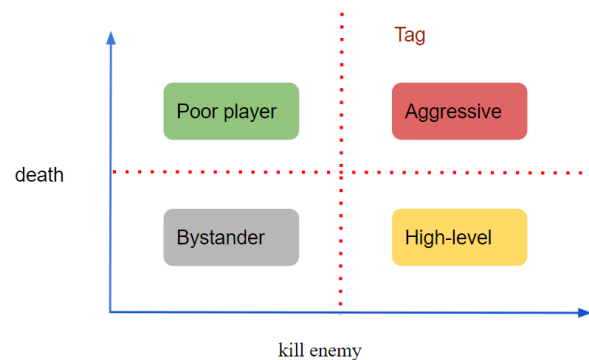 Tag
Poor player
Aggressive
death
Bystander
High-level
kill enemy